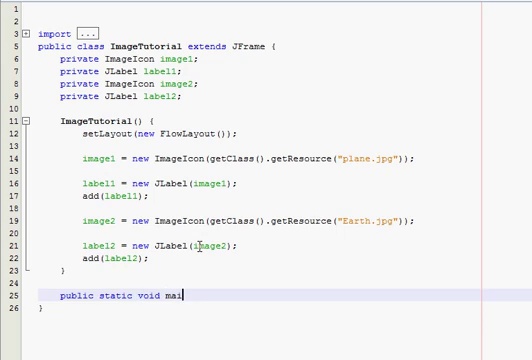 1
2
3 import ...
5 public class ImageTutorial extends JFrame {
6 private ImageIcon image1;
7 private JLabel label1;
8 private ImageIcon image2;
9 private JLabel label2;
10
11 ImageTutorial() {
12 setLayout(new FlowLayout());
13
14 image1 = new ImageIcon(getClass().getResource("plane.jpg"));
15
16 label1 = new JLabel(image1);
17 add(label1);
18
19 image2 = new ImageIcon(getClass().getResource("Earth.jpg"));
20
21 label2 = new JLabel(image2);
22 add(label2);
23 }
24
25 public static void mai
26 }